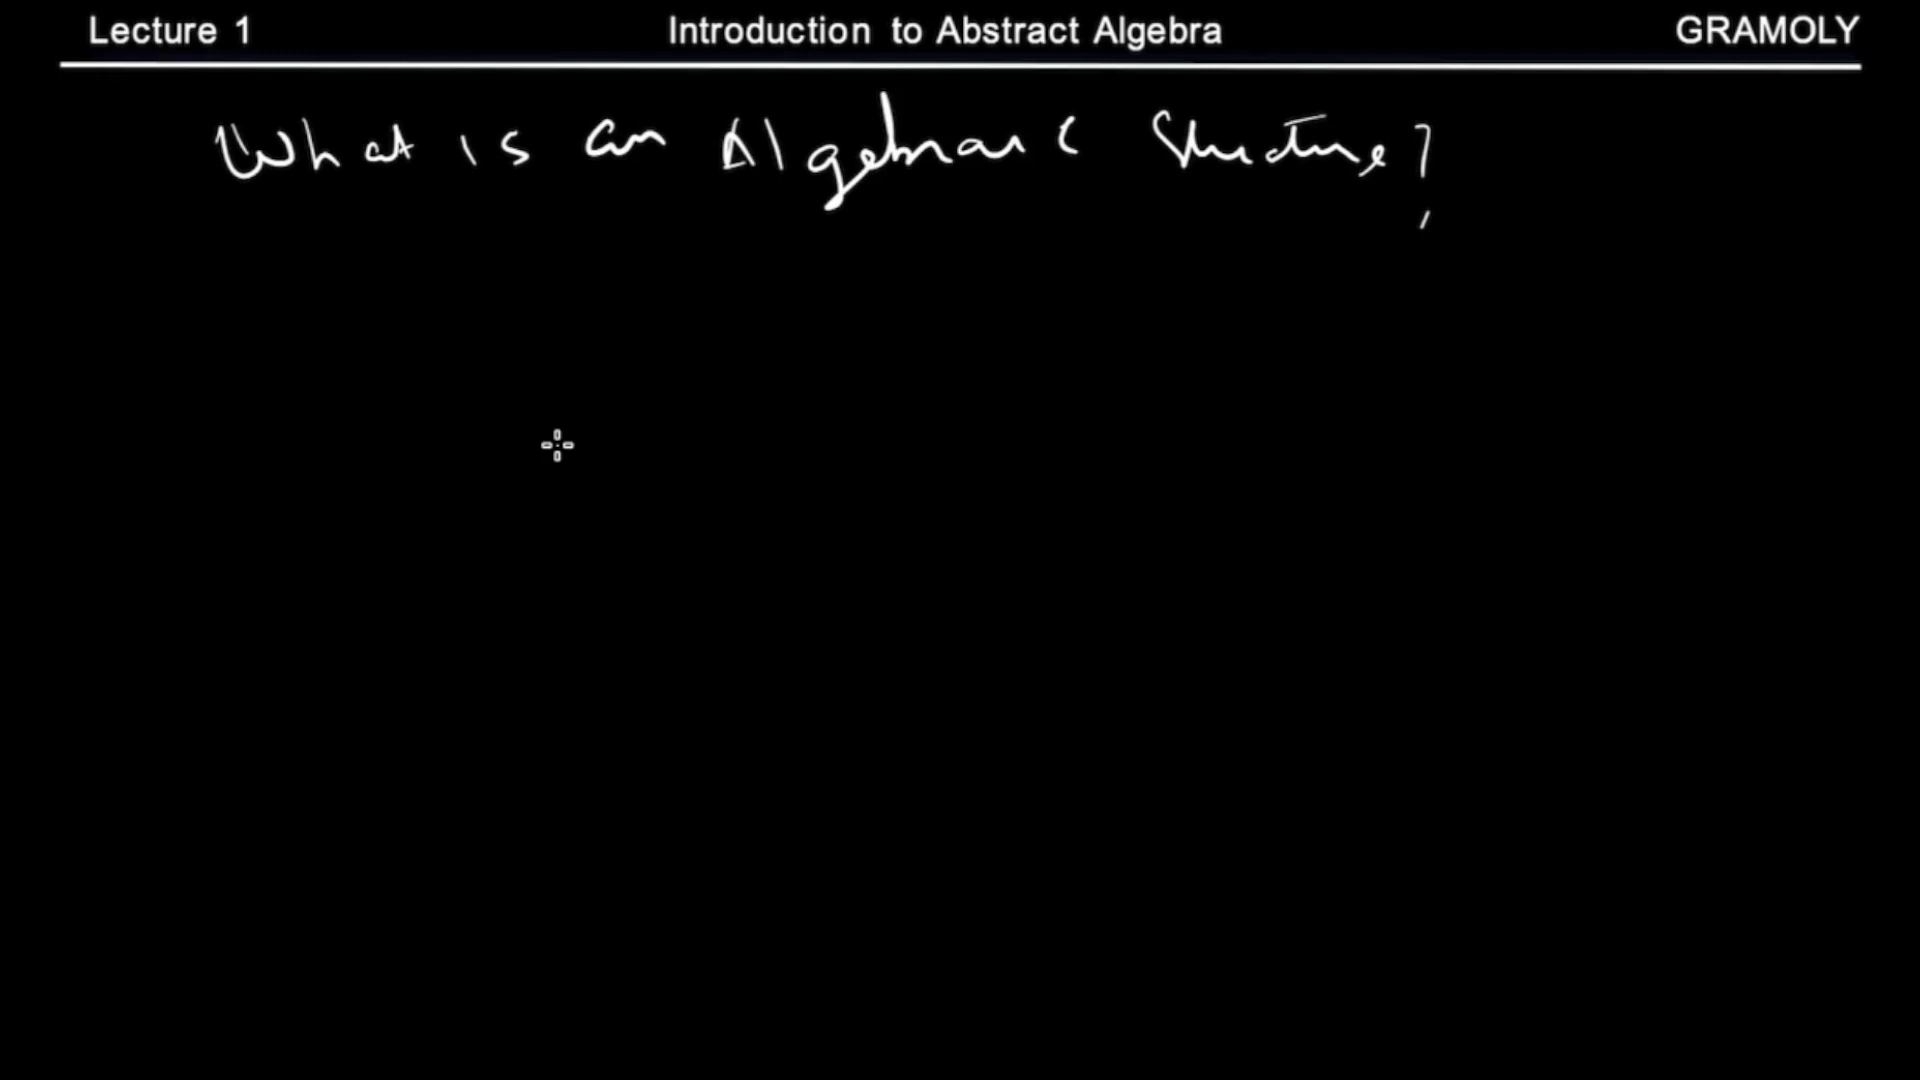 Lecture 1 Introduction to Abstract Algebra GRAMOLY
What is an Algebraic Structure?